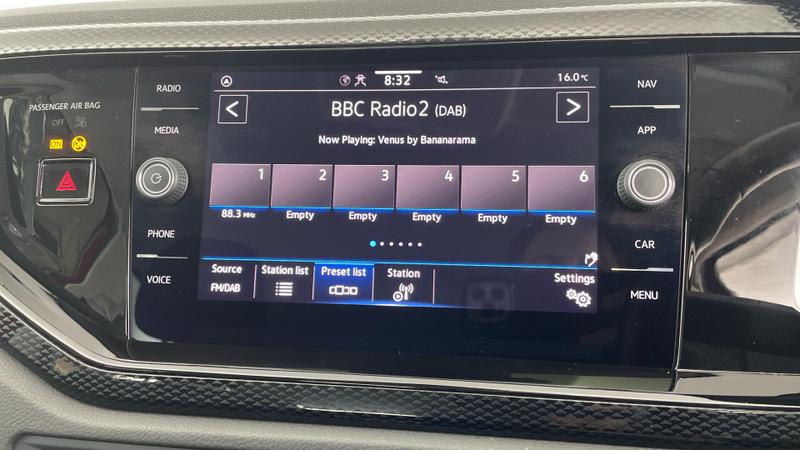 RADIO
8:32
16.0 °C
NAV
PASSENGER AIR BAG
OFF
ON
BBC Radio2 (DAB)
MEDIA
APP
Now Playing: Venus by Bananarama
1 2 3 4 5 6
88.3 MHz Empty Empty Empty Empty Empty
PHONE
CAR
VOICE
Source Station list Preset list Station Settings
FM/DAB
MENU